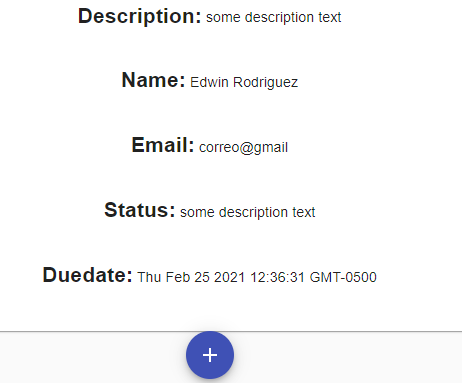 Description: some description text
Name: Edwin Rodriguez
Email: correo@gmail
Status: some description text
Duedate: Thu Feb 25 2021 12:36:31 GMT-0500
+